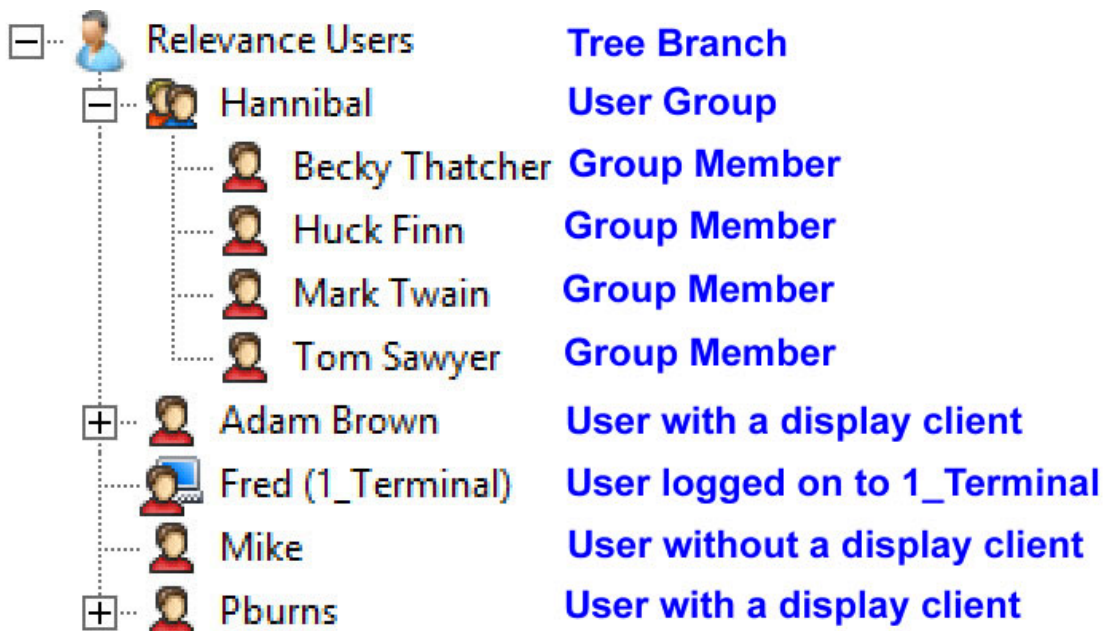 Relevance Users Tree Branch
Hannibal User Group
Becky Thatcher Group Member
Huck Finn Group Member
Mark Twain Group Member
Tom Sawyer Group Member
Adam Brown User with a display client
Fred (1_Terminal) User logged on to 1_Terminal
Mike User without a display client
Pburns User with a display client